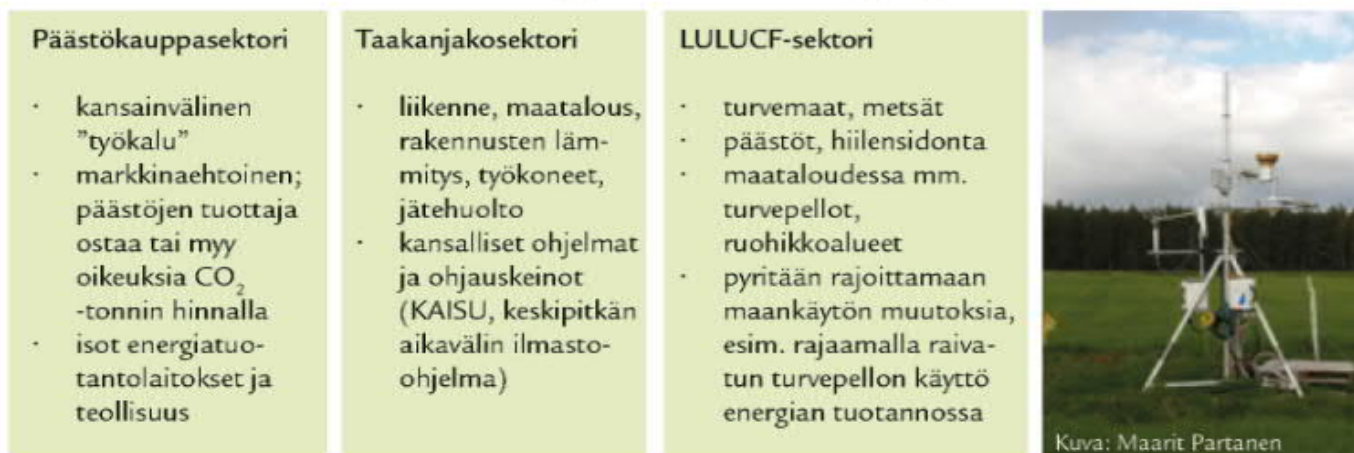 Päästökauppasektori
· kansainvälinen
”työkalu”
· markkinaehtoinen;
päästöjen tuottaja
ostaa tai myy
oikeuksia CO₂
-tonnin hinnalla
· isot energiatuo-
tantolaitokset ja
teollisuus
Taakanjakosektori
· liikenne, maatalous,
rakennusten läm-
mitys, työkoneet,
jätehuolto
· kansalliset ohjelmat
ja ohjauskeinot
(KAISU, keskipitkän
aikavälin ilmasto-
ohjelma)
LULUCF-sektori
· turvemaat, metsät
· päästöt, hiilensidonta
· maataloudessa mm.
turvepellot,
ruohikkoalueet
· pyritään rajoittamaan
maankäytön muutoksia,
esim. rajaamalla raiva-
tun turvepellon käyttö
energian tuotannossa
Kuva: Maarit Partanen